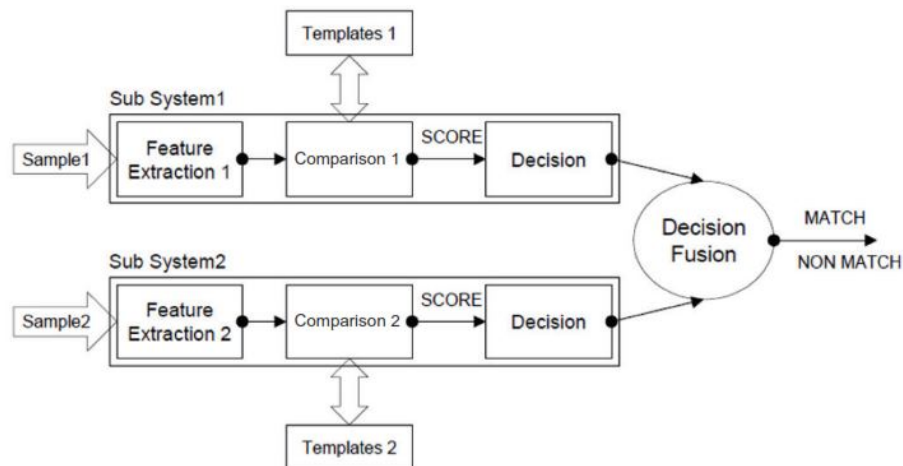 Templates 1
Sub System1
Sample1
Feature
Extraction 1
Comparison 1
SCORE
Decision
Decision
Fusion
MATCH
NON MATCH
Sub System2
Sample2
Feature
Extraction 2
Comparison 2
SCORE
Decision
Templates 2